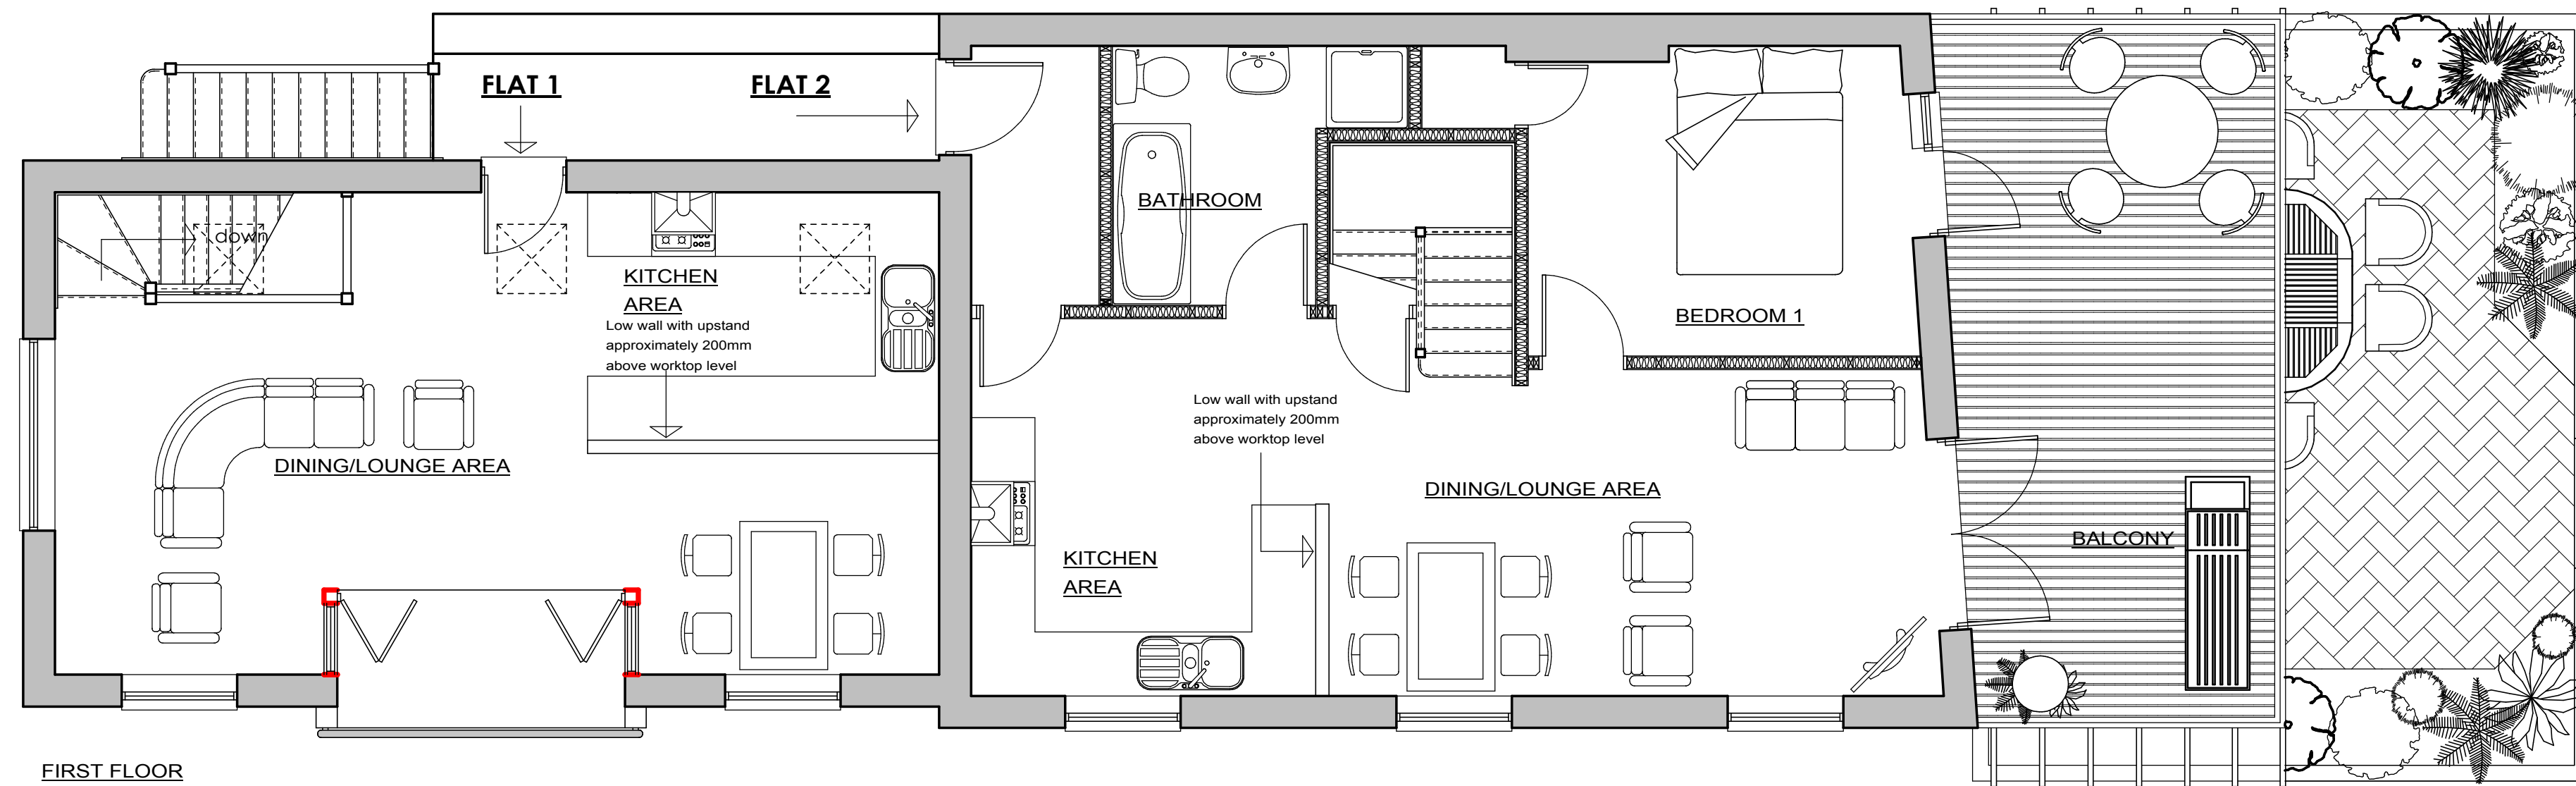 FLAT 1
FLAT 2
down
KITCHEN
AREA
Low wall with upstand
approximately 200mm
above worktop level
DINING/LOUNGE AREA
BATHROOM
BEDROOM 1
Low wall with upstand
approximately 200mm
above worktop level
DINING/LOUNGE AREA
KITCHEN
AREA
BALCONY
FIRST FLOOR